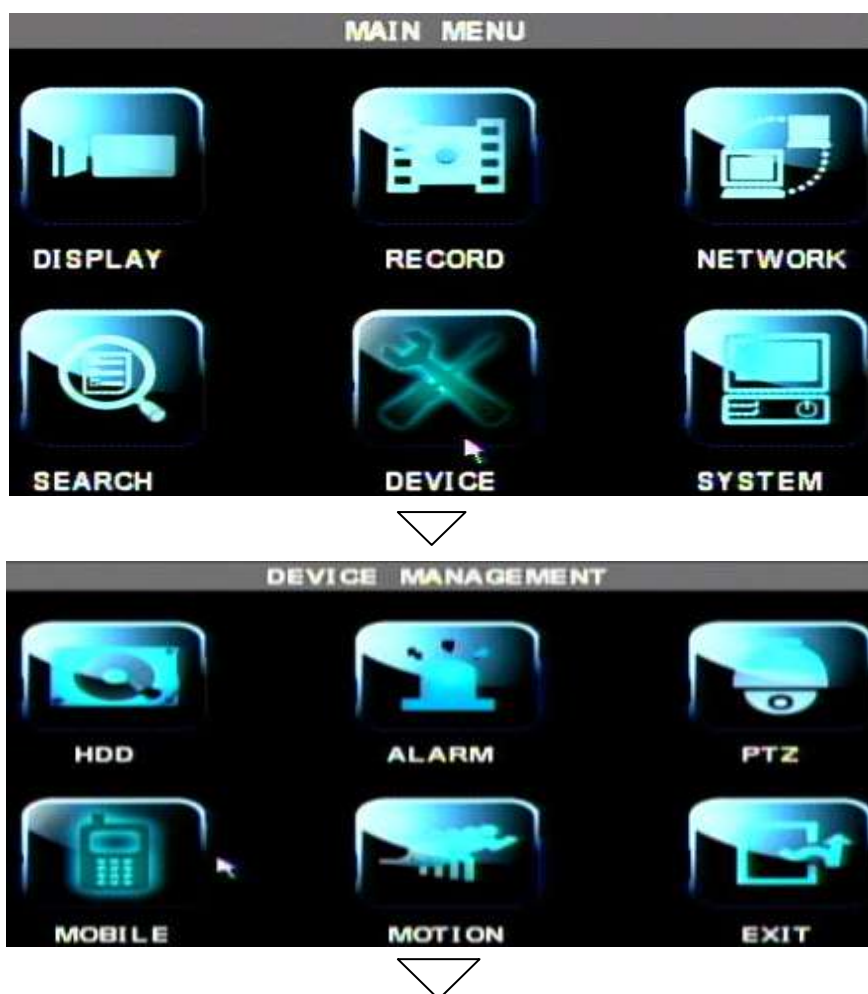 MAIN MENU
DISPLAY RECORD NETWORK
SEARCH DEVICE SYSTEM
DEVICE MANAGEMENT
HDD ALARM PTZ
MOBILE MOTION EXIT